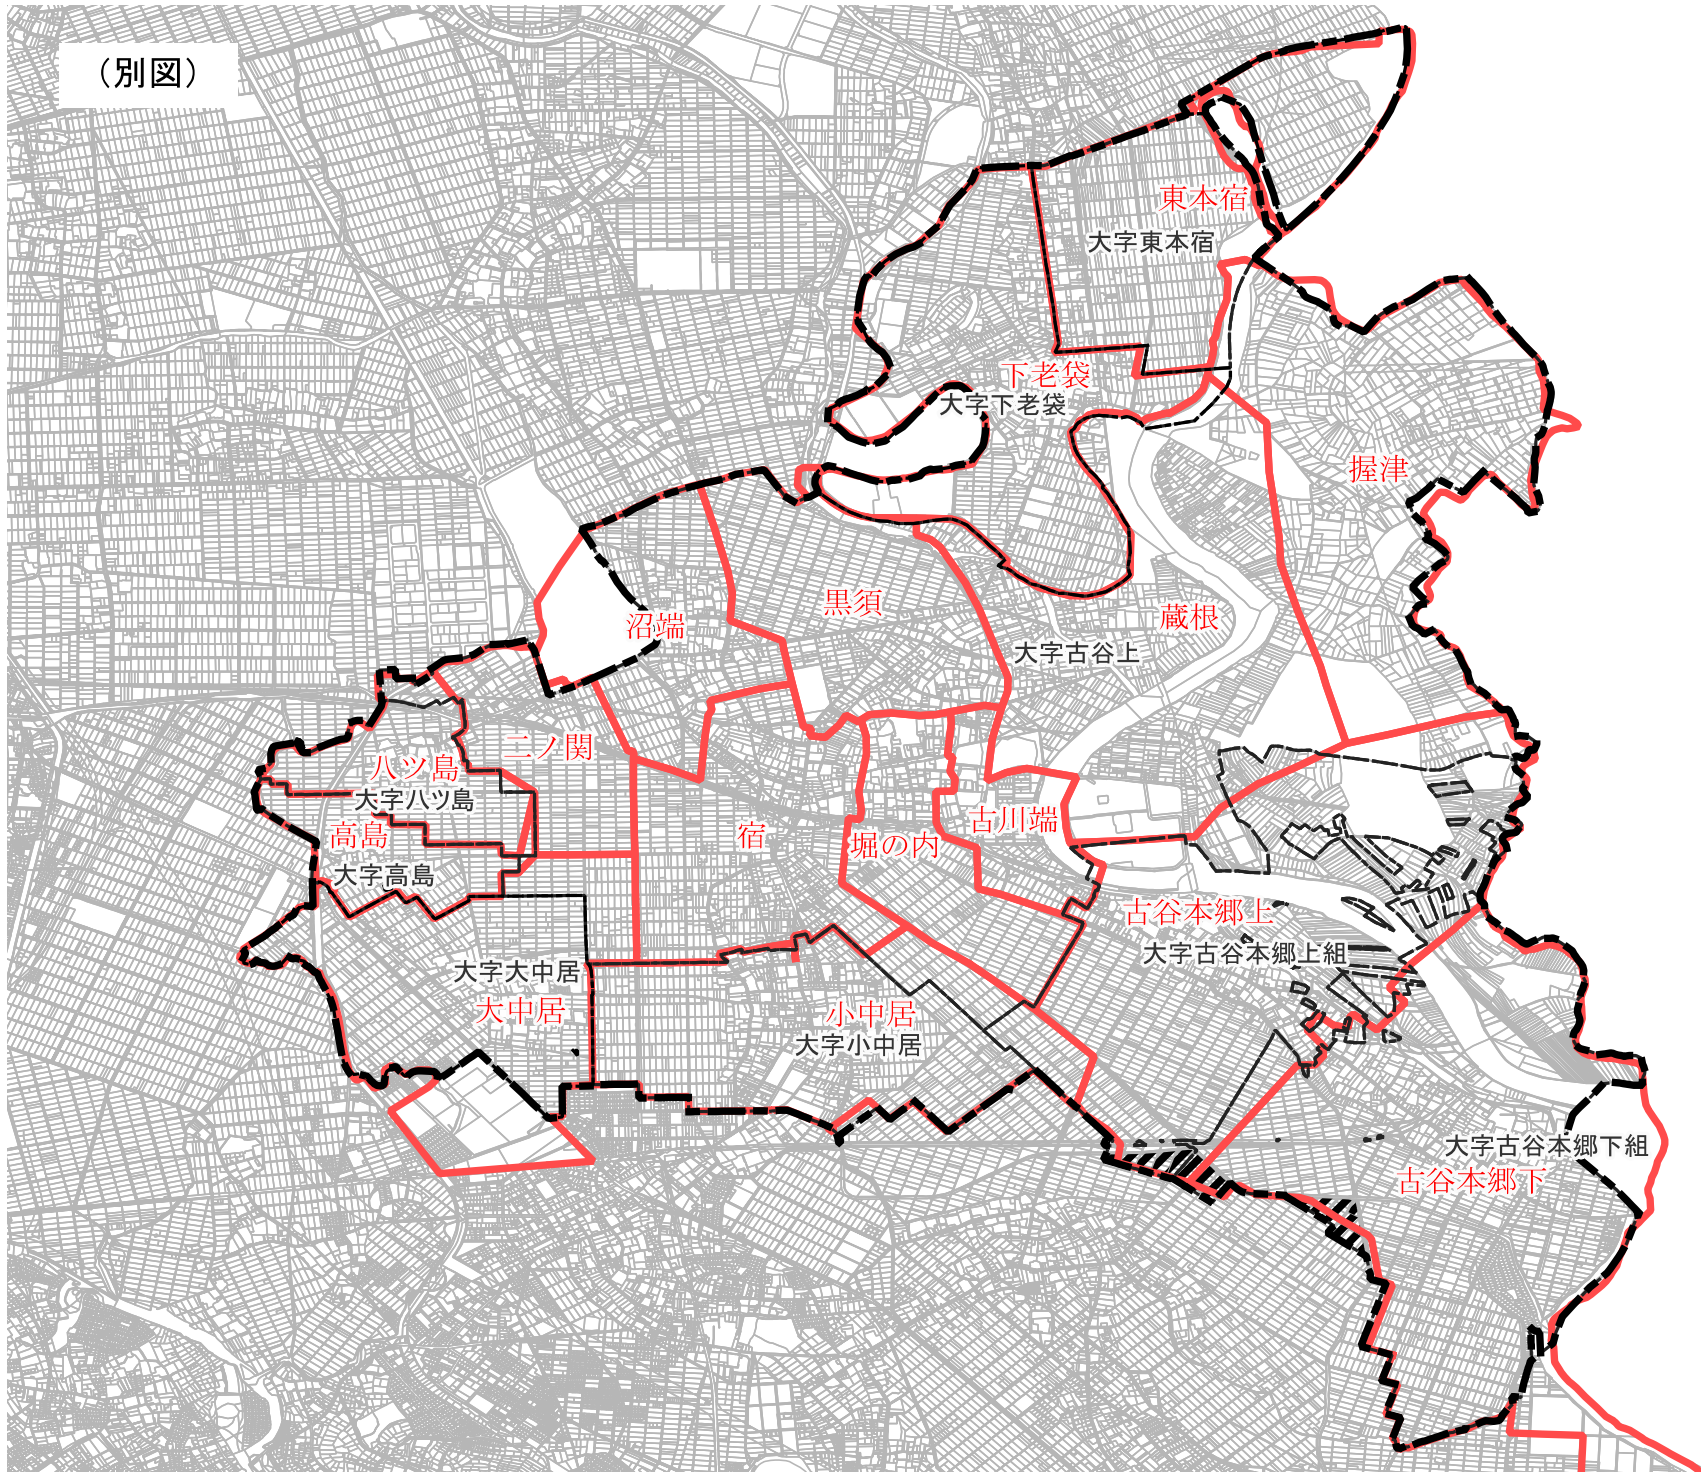 （別図）
東本宿
大字東本宿
下老袋
大字下老袋
握津
黒須
蔵根
沼端
大字古谷上
二ノ関
八ツ島
大字八ツ島
高島
宿
堀の内
古川端
大字高島
古谷本郷上
大字古谷本郷上組
大字大中居
大中居
小中居
大字小中居
大字古谷本郷下組
古谷本郷下